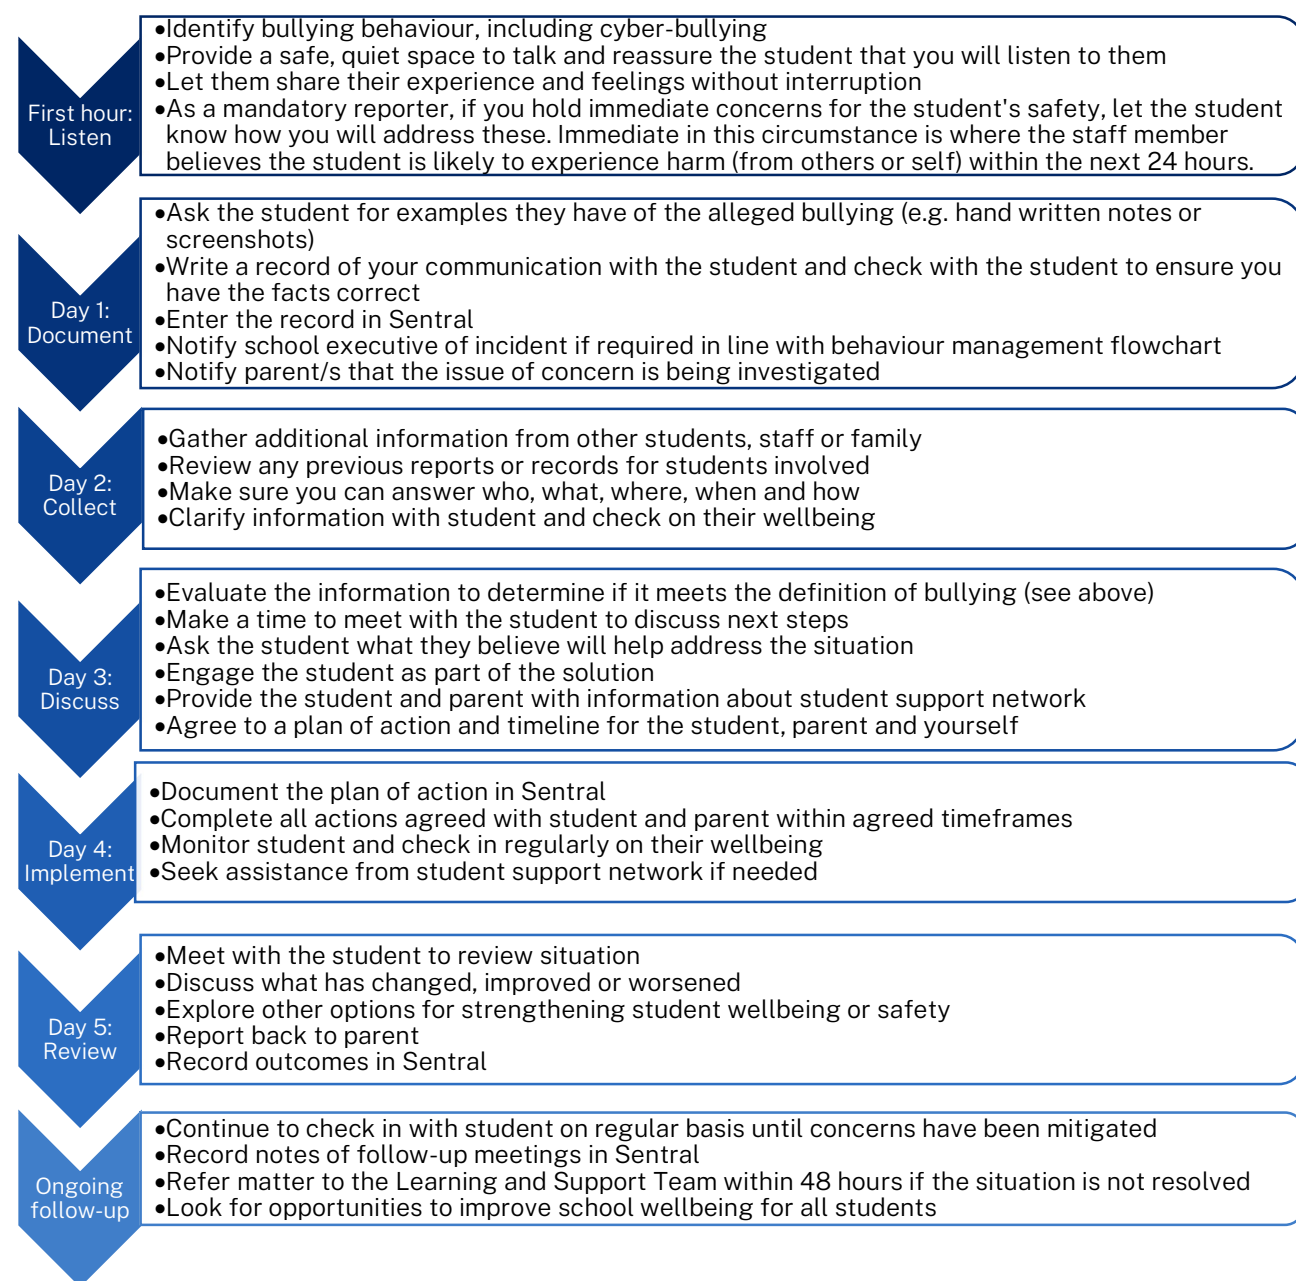 First hour:
Listen
•Identify bullying behaviour, including cyber-bullying
•Provide a safe, quiet space to talk and reassure the student that you will listen to them
•Let them share their experience and feelings without interruption
•As a mandatory reporter, if you hold immediate concerns for the student's safety, let the student
know how you will address these. Immediate in this circumstance is where the staff member
believes the student is likely to experience harm (from others or self) within the next 24 hours.
Day 1:
Document
•Ask the student for examples they have of the alleged bullying (e.g. hand written notes or
screenshots)
•Write a record of your communication with the student and check with the student to ensure you
have the facts correct
•Enter the record in Sentral
•Notify school executive of incident if required in line with behaviour management flowchart
•Notify parent/s that the issue of concern is being investigated
Day 2:
Collect
•Gather additional information from other students, staff or family
•Review any previous reports or records for students involved
•Make sure you can answer who, what, where, when and how
•Clarify information with student and check on their wellbeing
Day 3:
Discuss
•Evaluate the information to determine if it meets the definition of bullying (see above)
•Make a time to meet with the student to discuss next steps
•Ask the student what they believe will help address the situation
•Engage the student as part of the solution
•Provide the student and parent with information about student support network
•Agree to a plan of action and timeline for the student, parent and yourself
Day 4:
Implement
•Document the plan of action in Sentral
•Complete all actions agreed with student and parent within agreed timeframes
•Monitor student and check in regularly on their wellbeing
•Seek assistance from student support network if needed
Day 5:
Review
•Meet with the student to review situation
•Discuss what has changed, improved or worsened
•Explore other options for strengthening student wellbeing or safety
•Report back to parent
•Record outcomes in Sentral
Ongoing
follow-up
•Continue to check in with student on regular basis until concerns have been mitigated
•Record notes of follow-up meetings in Sentral
•Refer matter to the Learning and Support Team within 48 hours if the situation is not resolved
•Look for opportunities to improve school wellbeing for all students